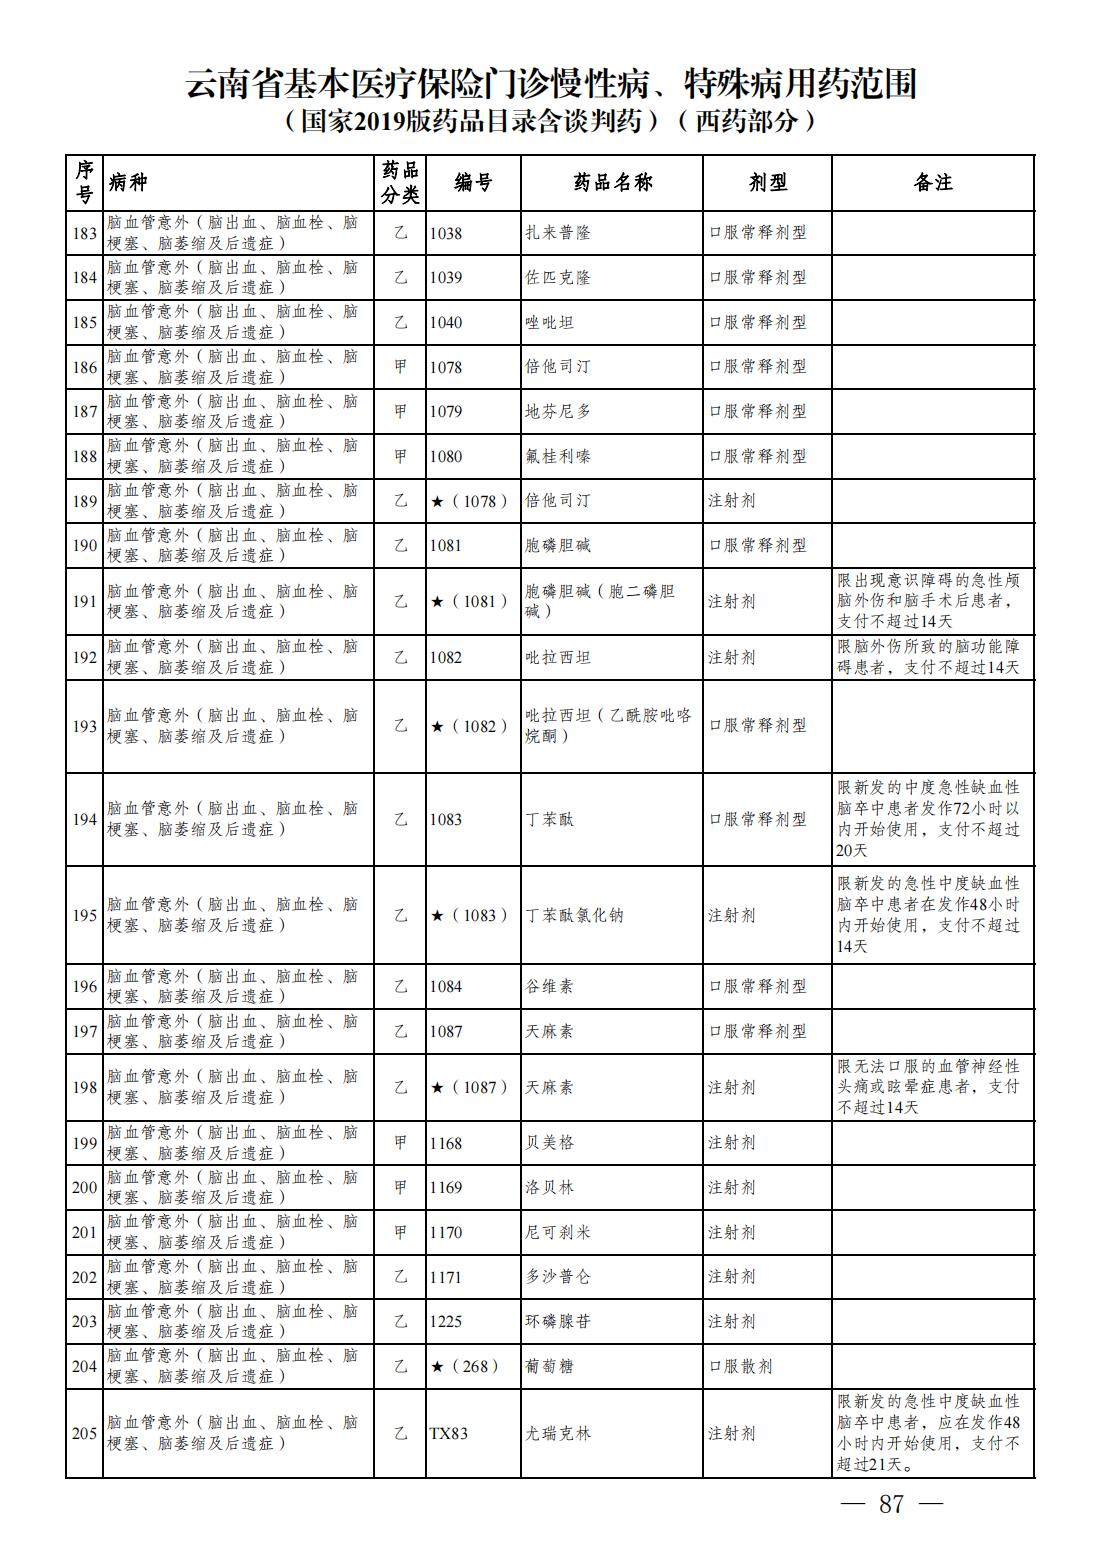 云南省基本医疗保险门诊慢性病、特殊病用药范围
（国家2019版药品目录含谈判药）（西药部分）
序号 病种 药品分类 编号 药品名称 剂型 备注
183 脑血管意外（脑出血、脑血栓、脑梗塞、脑萎缩及后遗症） 乙 1038 扎来普隆 口服常释剂型
184 脑血管意外（脑出血、脑血栓、脑梗塞、脑萎缩及后遗症） 乙 1039 佐匹克隆 口服常释剂型
185 脑血管意外（脑出血、脑血栓、脑梗塞、脑萎缩及后遗症） 乙 1040 唑吡坦 口服常释剂型
186 脑血管意外（脑出血、脑血栓、脑梗塞、脑萎缩及后遗症） 甲 1078 倍他司汀 口服常释剂型
187 脑血管意外（脑出血、脑血栓、脑梗塞、脑萎缩及后遗症） 甲 1079 地芬尼多 口服常释剂型
188 脑血管意外（脑出血、脑血栓、脑梗塞、脑萎缩及后遗症） 甲 1080 氟桂利嗪 口服常释剂型
189 脑血管意外（脑出血、脑血栓、脑梗塞、脑萎缩及后遗症） 乙 ★（1078） 倍他司汀 注射剂
190 脑血管意外（脑出血、脑血栓、脑梗塞、脑萎缩及后遗症） 乙 1081 胞磷胆碱 口服常释剂型
191 脑血管意外（脑出血、脑血栓、脑梗塞、脑萎缩及后遗症） 乙 ★（1081） 胞磷胆碱（胞二磷胆碱） 注射剂 限出现意识障碍的急性颅脑外伤和脑手术后患者，支付不超过14天
192 脑血管意外（脑出血、脑血栓、脑梗塞、脑萎缩及后遗症） 乙 1082 吡拉西坦 注射剂 限脑外伤所致的脑功能障碍患者，支付不超过14天
193 脑血管意外（脑出血、脑血栓、脑梗塞、脑萎缩及后遗症） 乙 ★（1082） 吡拉西坦（乙酰胺吡咯烷酮） 口服常释剂型
194 脑血管意外（脑出血、脑血栓、脑梗塞、脑萎缩及后遗症） 乙 1083 丁苯酞 口服常释剂型 限新发的中度急性缺血性脑卒中患者发作72小时以内开始使用，支付不超过20天
195 脑血管意外（脑出血、脑血栓、脑梗塞、脑萎缩及后遗症） 乙 ★（1083） 丁苯酞氯化钠 注射剂 限新发的急性中度缺血性脑卒中患者在发作48小时内开始使用，支付不超过14天
196 脑血管意外（脑出血、脑血栓、脑梗塞、脑萎缩及后遗症） 乙 1084 谷维素 口服常释剂型
197 脑血管意外（脑出血、脑血栓、脑梗塞、脑萎缩及后遗症） 乙 1087 天麻素 口服常释剂型
198 脑血管意外（脑出血、脑血栓、脑梗塞、脑萎缩及后遗症） 乙 ★（1087） 天麻素 注射剂 限无法口服的血管神经性头痛或眩晕症患者，支付不超过14天
199 脑血管意外（脑出血、脑血栓、脑梗塞、脑萎缩及后遗症） 甲 1168 贝美格 注射剂
200 脑血管意外（脑出血、脑血栓、脑梗塞、脑萎缩及后遗症） 甲 1169 洛贝林 注射剂
201 脑血管意外（脑出血、脑血栓、脑梗塞、脑萎缩及后遗症） 甲 1170 尼可刹米 注射剂
202 脑血管意外（脑出血、脑血栓、脑梗塞、脑萎缩及后遗症） 乙 1171 多沙普仑 注射剂
203 脑血管意外（脑出血、脑血栓、脑梗塞、脑萎缩及后遗症） 乙 1225 环磷腺苷 注射剂
204 脑血管意外（脑出血、脑血栓、脑梗塞、脑萎缩及后遗症） 乙 ★（268） 葡萄糖 口服散剂
205 脑血管意外（脑出血、脑血栓、脑梗塞、脑萎缩及后遗症） 乙 TX83 尤瑞克林 注射剂 限新发的急性中度缺血性脑卒中患者，应在发作48小时内开始使用，支付不超过21天。
— 87 —